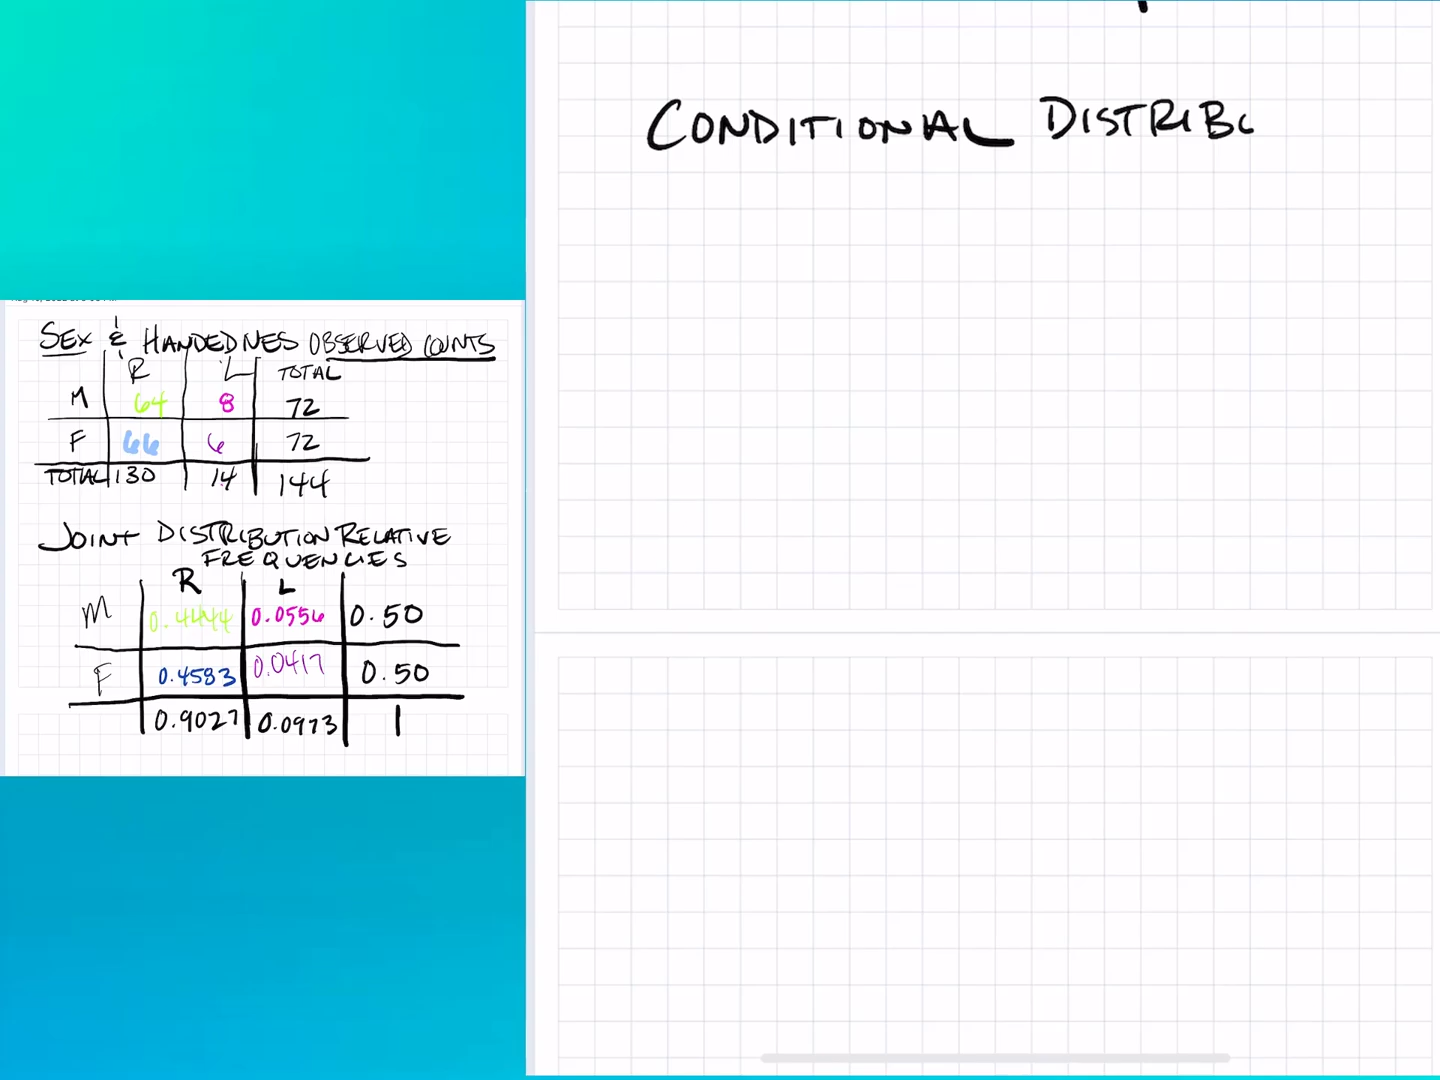 SEX & HANDEDNES OBSERVED COUNTS
R L TOTAL
M 64 8 72
F 66 6 72
TOTAL 130 14 144
JOINT DISTRIBUTION RELATIVE
FREQUENCIES
R L
M 0.4444 0.0556 0.50
F 0.4583 0.0417 0.50
0.9027 0.0973 1
CONDITIONAL DISTRIBU